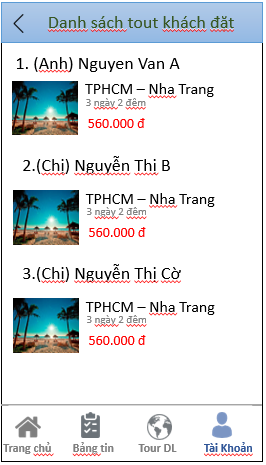 Danh sách tout khách đặt
1. (Anh) Nguyen Van A
TPHCM – Nha Trang
3 ngày 2 đêm
560.000 đ
2.(Chị) Nguyễn Thị B
TPHCM – Nha Trang
3 ngày 2 đêm
560.000 đ
3.(Chị) Nguyễn Thị Cờ
TPHCM – Nha Trang
3 ngày 2 đêm
560.000 đ
Trang chủ Bảng tin Tour DL Tài Khoản